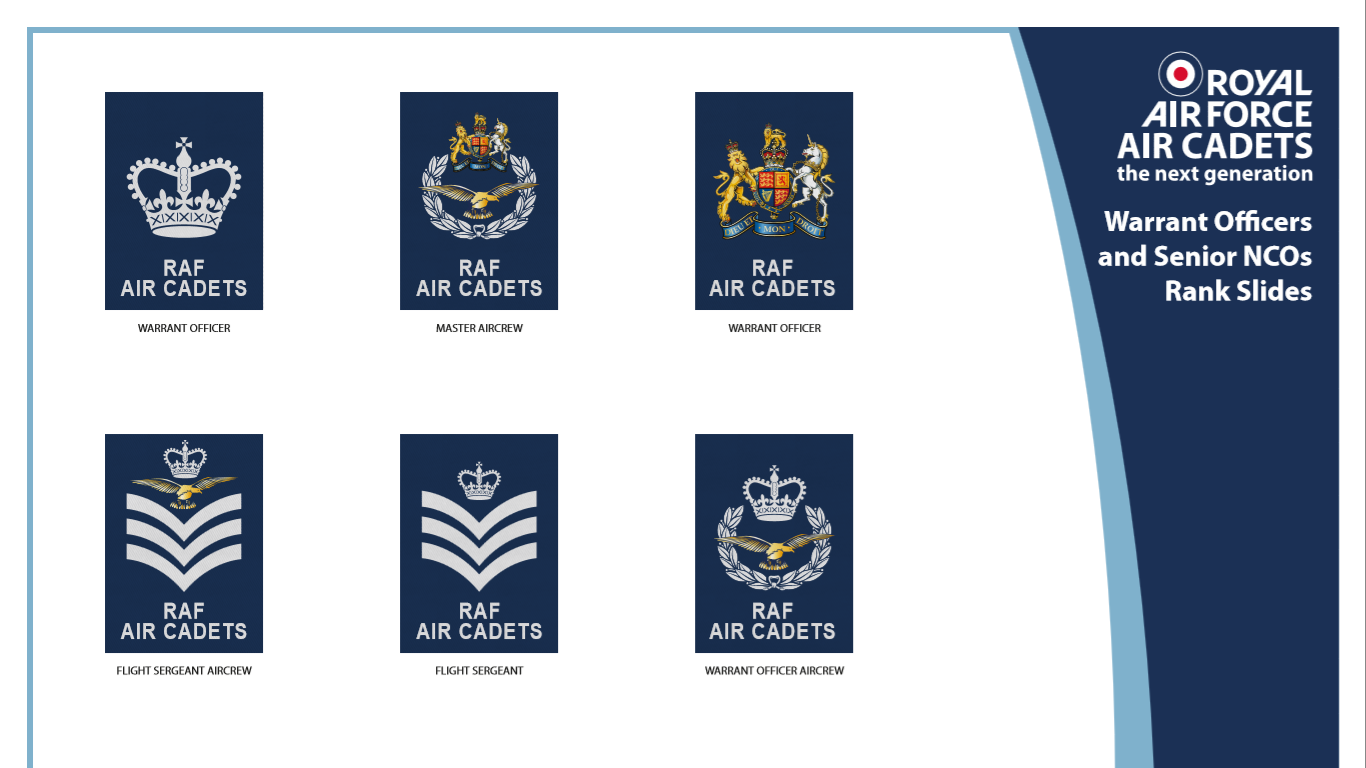 ROYAL
AIR FORCE
AIR CADETS
the next generation
Warrant Officers
and Senior NCOs
Rank Slides
RAF
AIR CADETS
WARRANT OFFICER
RAF
AIR CADETS
MASTER AIRCREW
DIEU ET MON DROIT
RAF
AIR CADETS
WARRANT OFFICER
RAF
AIR CADETS
FLIGHT SERGEANT AIRCREW
RAF
AIR CADETS
FLIGHT SERGEANT
RAF
AIR CADETS
WARRANT OFFICER AIRCREW